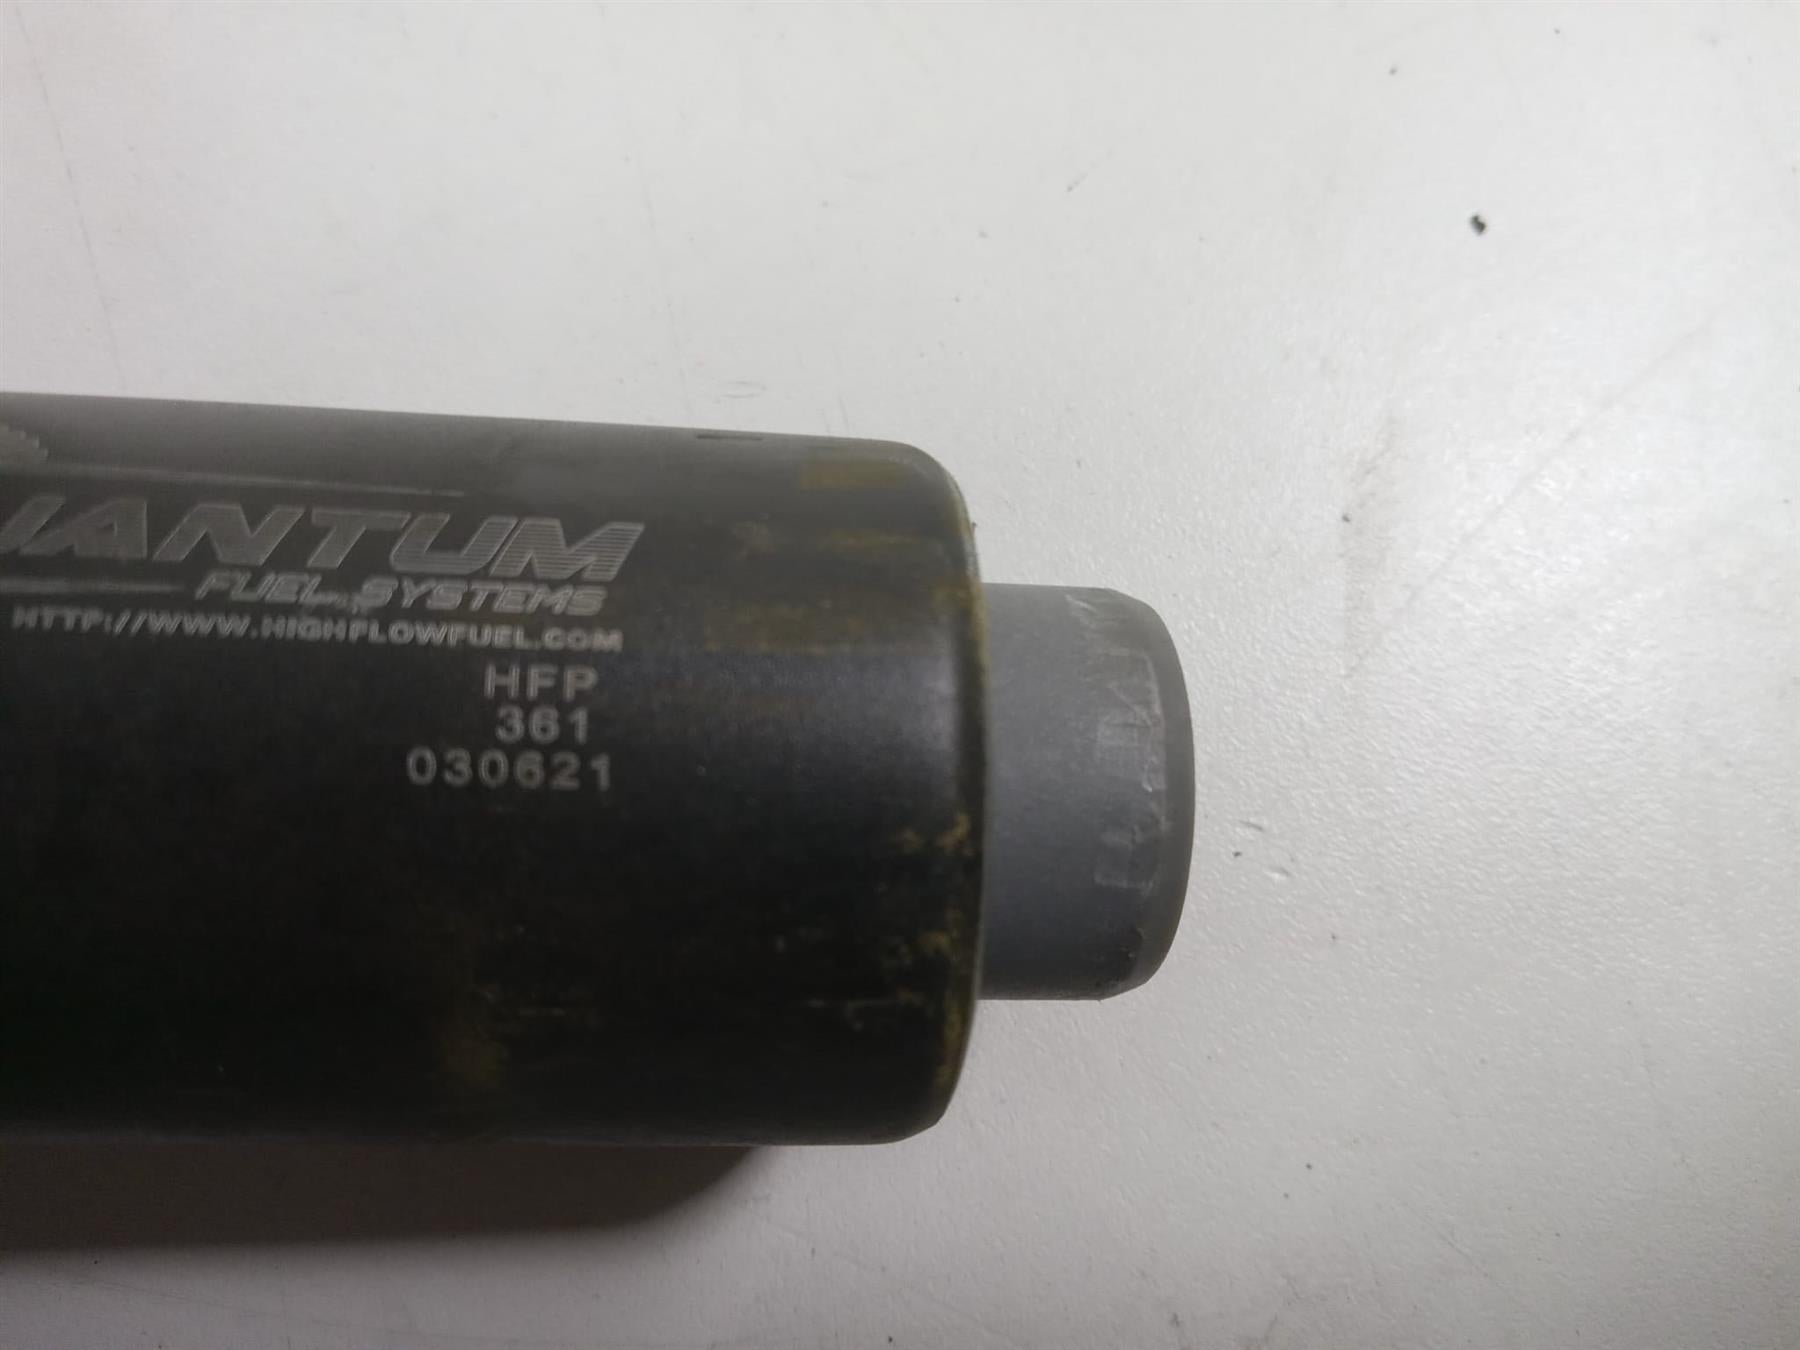 UANTUM
FUEL SYSTEMS
HTTP://WWW.HIGHFLOWFUEL.COM
HFP
361
030621